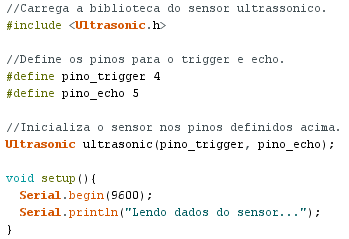 //Carrega a biblioteca do sensor ultrassonico.
#include <Ultrasonic.h>
//Define os pinos para o trigger e echo.
#define pino_trigger 4
#define pino_echo 5
//Inicializa o sensor nos pinos definidos acima.
Ultrasonic ultrasonic(pino_trigger, pino_echo);
void setup(){
  Serial.begin(9600);
  Serial.println("Lendo dados do sensor...");
}